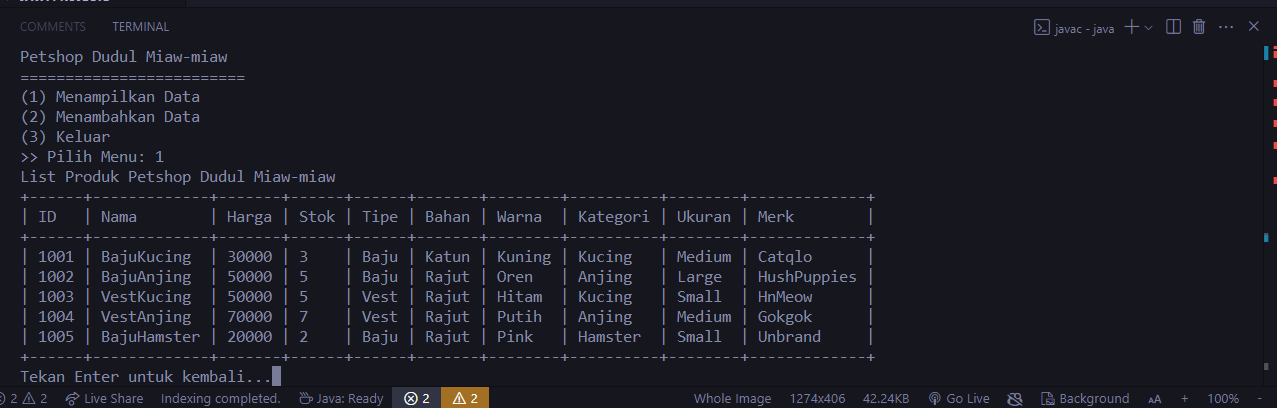 COMMENTS TERMINAL javac - java
Petshop Dudul Miaw-miaw
=========================
(1) Menampilkan Data
(2) Menambahkan Data
(3) Keluar
>> Pilih Menu: 1
List Produk Petshop Dudul Miaw-miaw
+------+-------------+-------+------+------+-------+--------+----------+--------+-------------+
| ID   | Nama        | Harga | Stok | Tipe | Bahan | Warna  | Kategori | Ukuran | Merk        |
+------+-------------+-------+------+------+-------+--------+----------+--------+-------------+
| 1001 | BajuKucing  | 30000 | 3    | Baju | Katun | Kuning | Kucing   | Medium | Catqlo      |
| 1002 | BajuAnjing  | 50000 | 5    | Baju | Rajut | Oren   | Anjing   | Large  | HushPuppies |
| 1003 | VestKucing  | 50000 | 5    | Vest | Rajut | Hitam  | Kucing   | Small  | HnMeow      |
| 1004 | VestAnjing  | 70000 | 7    | Vest | Rajut | Putih  | Anjing   | Medium | Gokgok      |
| 1005 | BajuHamster | 20000 | 2    | Baju | Rajut | Pink   | Hamster  | Small  | Unbrand     |
+------+-------------+-------+------+------+-------+--------+----------+--------+-------------+
Tekan Enter untuk kembali...
2 2 Live Share Indexing completed. Java: Ready 2 2 Whole Image 1274x406 42.24KB Go Live Background AA + 100% -